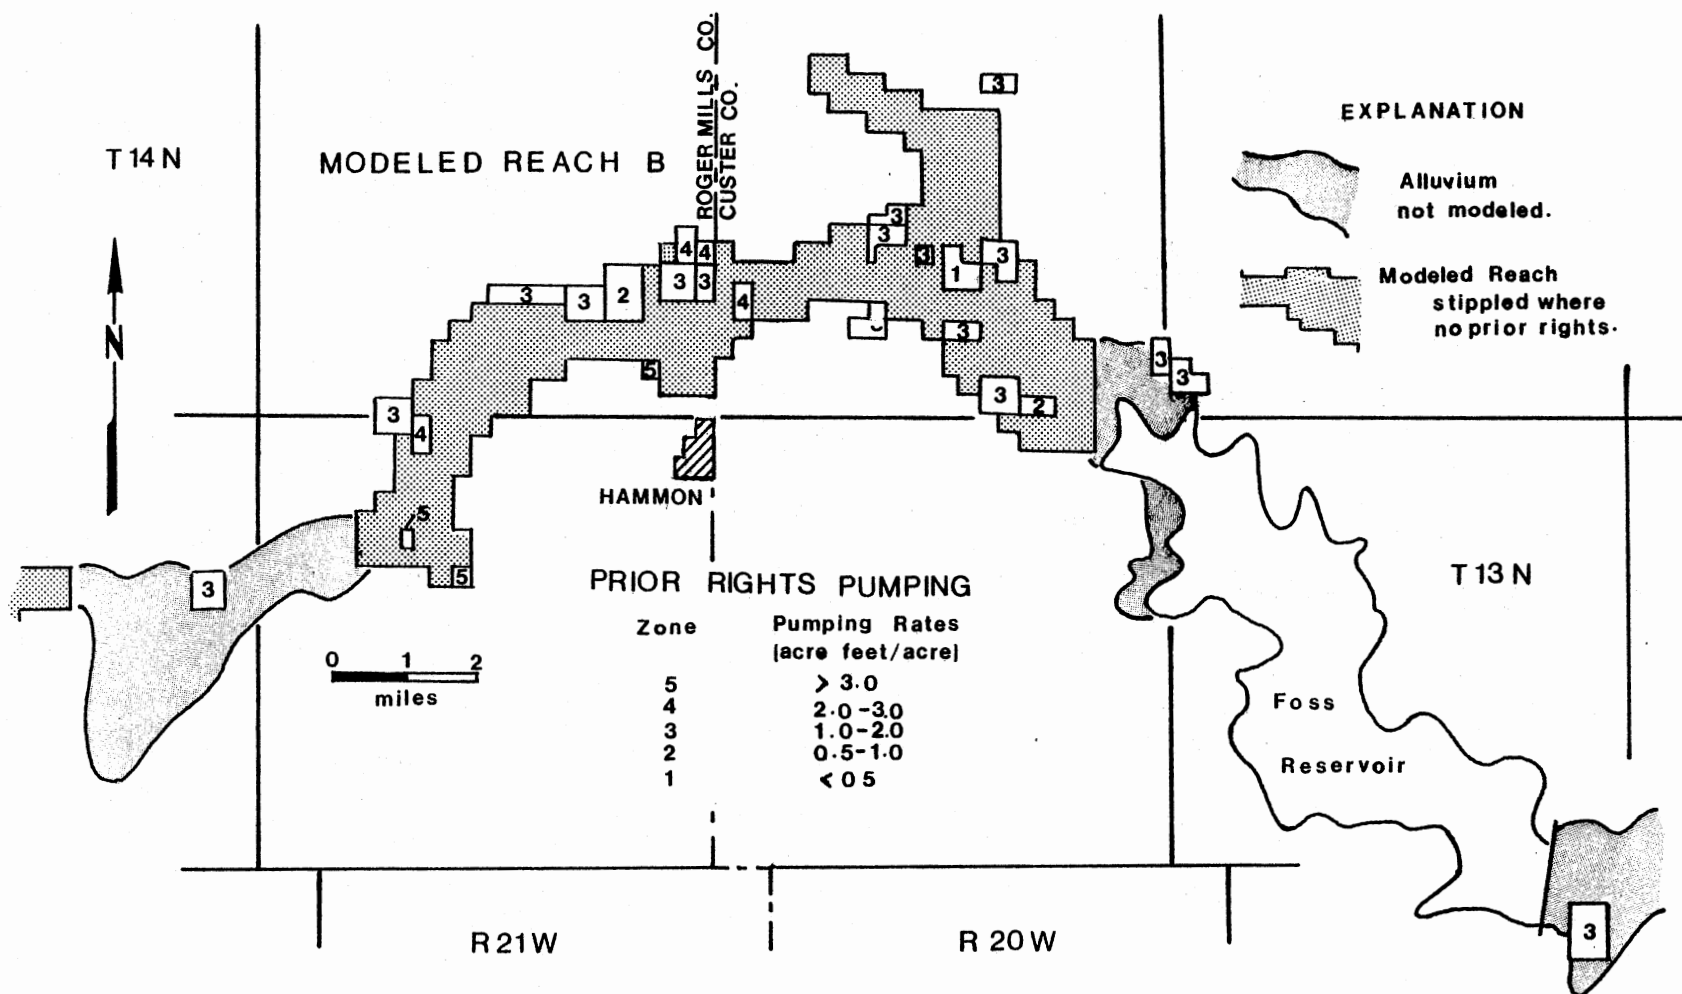 ROGER MILLS CO.
CUSTER CO.
T 14 N
MODELED REACH B
EXPLANATION
Alluvium
not modeled.
Modeled Reach
stippled where
no prior rights.
N
3
3
3
4
4
3
3
1
3
3
3
3
2
3
3
4
3
3
3
5
3
2
3
4
HAMMON
5
5
3
T 13 N
PRIOR RIGHTS PUMPING
Zone Pumping Rates
(acre feet/acre)
5 > 3.0
4 2.0-3.0
3 1.0-2.0
2 0.5-1.0
1 < 0 5
0 1 2
miles
Foss
Reservoir
3
R 21 W
R 20 W